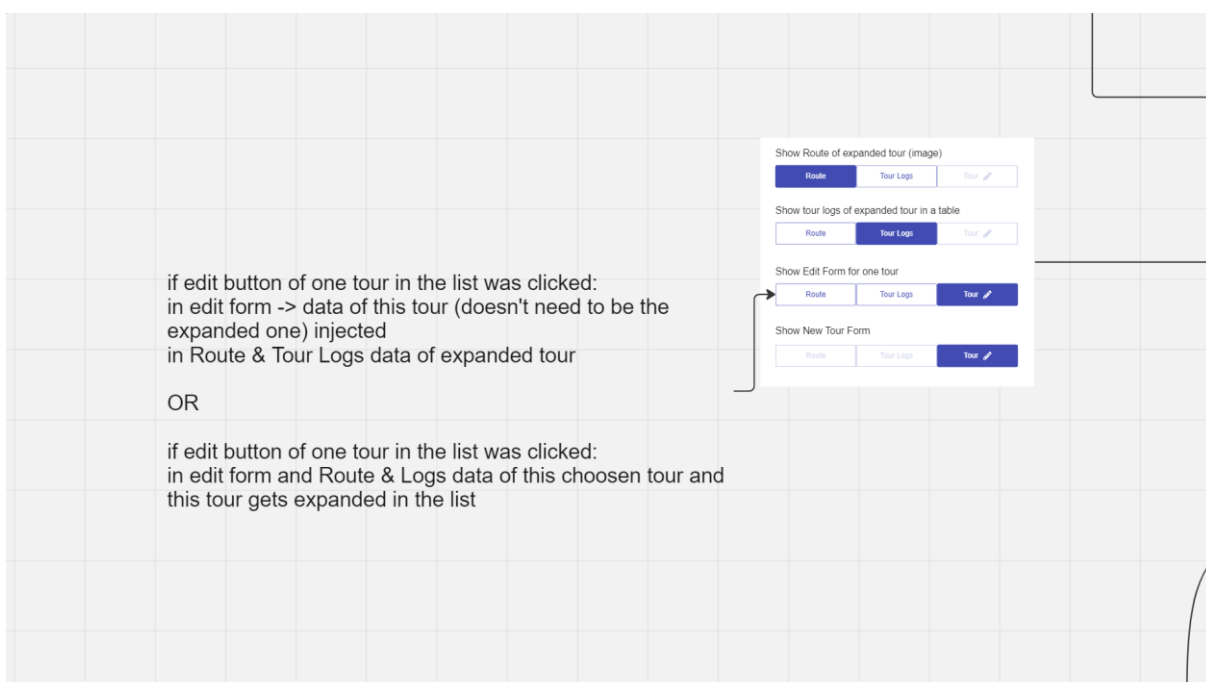 Show Route of expanded tour (image)
Route Tour Logs Tour
Show tour logs of expanded tour in a table
Route Tour Logs Tour
if edit button of one tour in the list was clicked:
in edit form -> data of this tour (doesn't need to be the
expanded one) injected
in Route & Tour Logs data of expanded tour
OR
if edit button of one tour in the list was clicked:
in edit form and Route & Logs data of this choosen tour and
this tour gets expanded in the list
Show Edit Form for one tour
Route Tour Logs Tour
Show New Tour Form
Route Tour Logs Tour